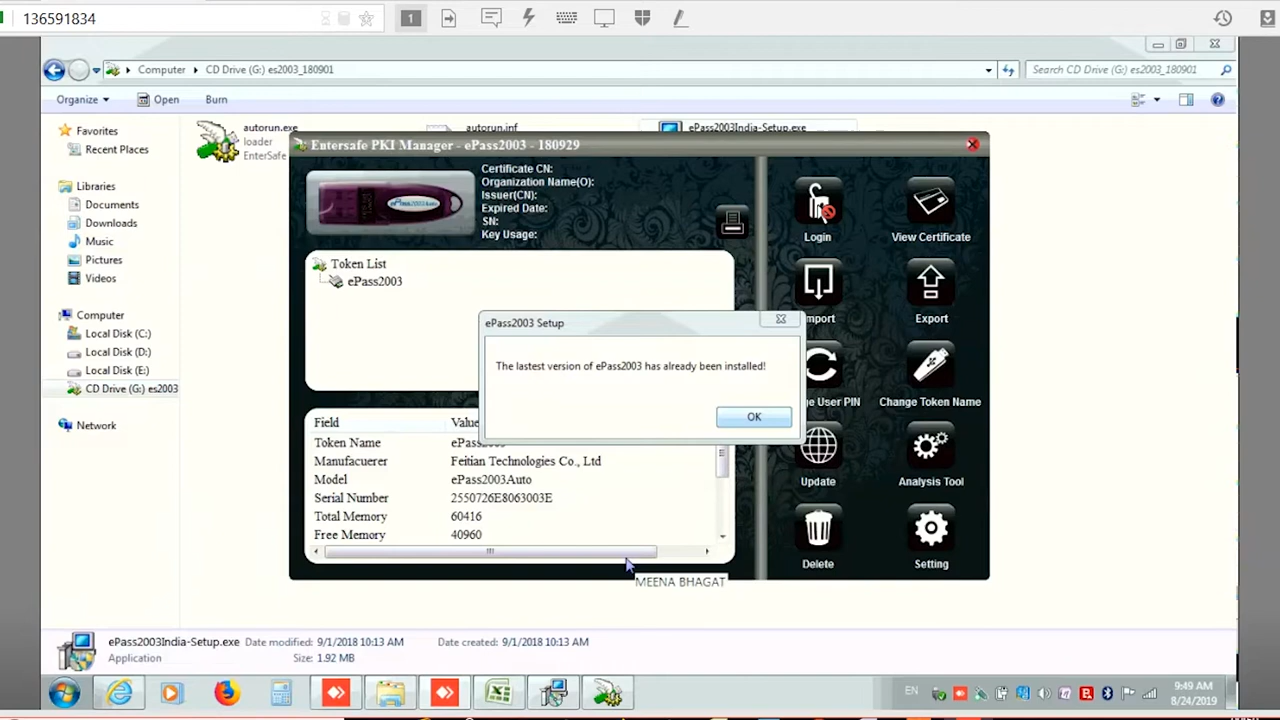 136591834
1
Computer
CD Drive (G:) es2003_180901
Search CD Drive (G:) es2003_180901
Organize
Open
Burn
Favorites
Recent Places
Libraries
Documents
Downloads
Music
Pictures
Videos
Computer
Local Disk (C:)
Local Disk (D:)
Local Disk (E:)
CD Drive (G:) es2003
Network
autorun.exe
loader
EnterSafe
autorun.inf
ePass2003India-Setup.exe
Entersafe PKI Manager - ePass2003 - 180929
Certificate CN:
Organization Name(O):
Issuer(CN):
Expired Date:
SN:
Key Usage:
Token List
ePass2003
Login
View Certificate
Import
Export
ge User PIN
Change Token Name
Update
Analysis Tool
Delete
Setting
ePass2003 Setup
The lastest version of ePass2003 has already been installed!
OK
Field
Value
Token Name
Manufacuerer
Feitian Technologies Co., Ltd
Model
ePass2003Auto
Serial Number
2550726E8063003E
Total Memory
60416
Free Memory
40960
MEENA BHAGAT
ePass2003India-Setup.exe
Date modified: 9/1/2018 10:13 AM
Date created: 9/1/2018 10:13 AM
Application
Size: 1.92 MB
EN
9:49 AM
8/24/2019